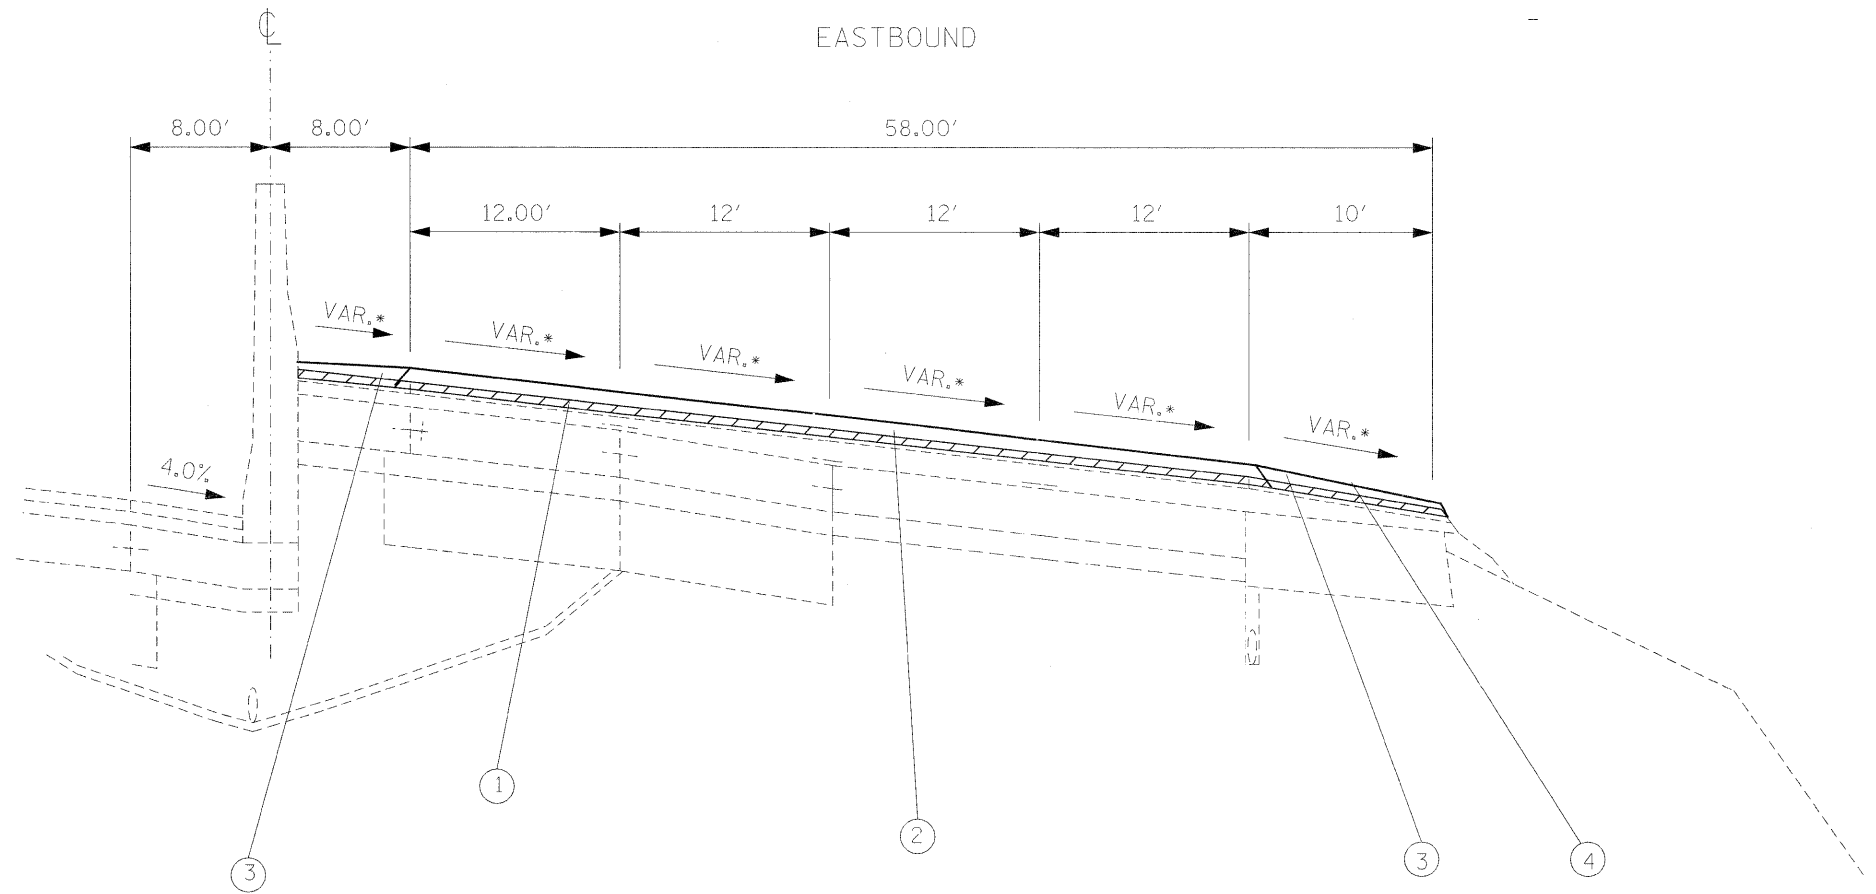 ℄
EASTBOUND
8.00' 8.00' 58.00'
12.00' 12' 12' 12' 10'
VAR.*
VAR.*
VAR.*
VAR.*
VAR.*
VAR.*
4.0%
1
2
3
3
4